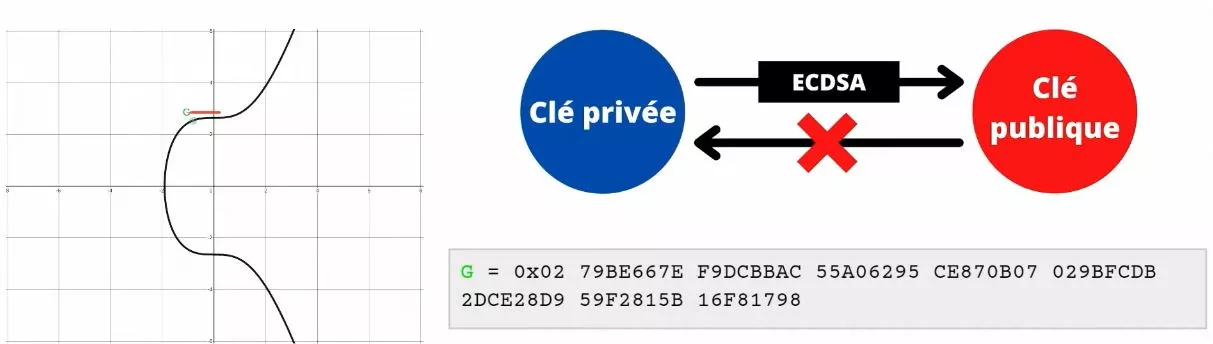 G
Clé privée
ECDSA
Clé
publique
G = 0x02 79BE667E F9DCBBAC 55A06295 CE870B07 029BFCDB
2DCE28D9 59F2815B 16F81798